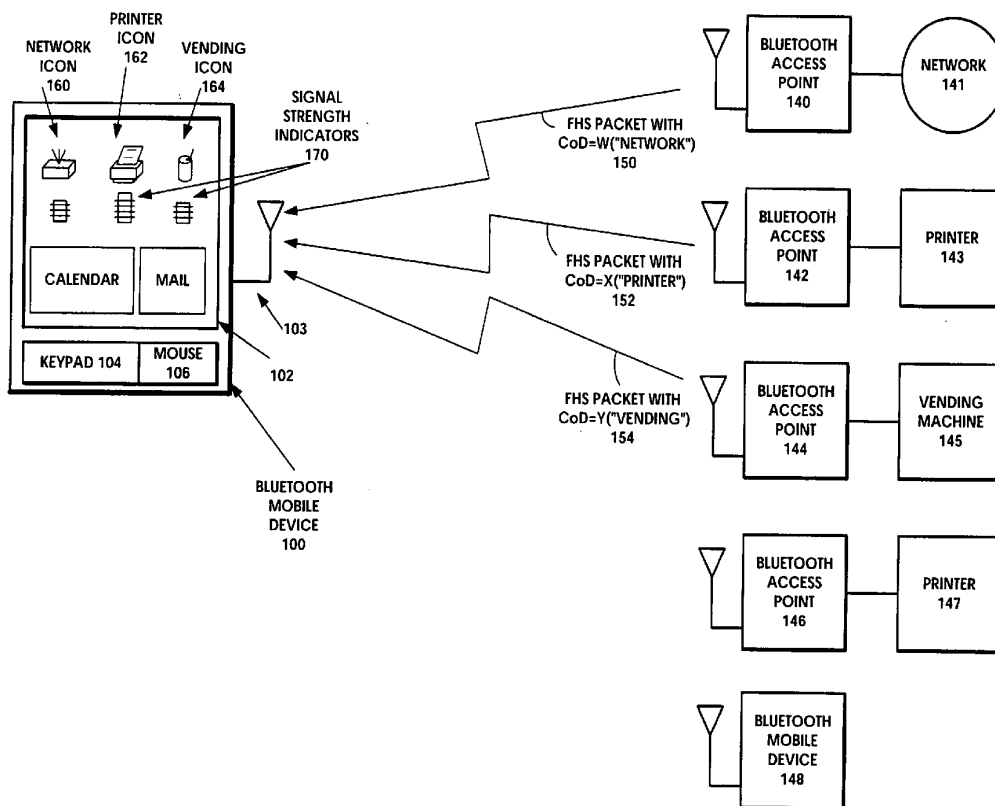 NETWORK
ICON
160
PRINTER
ICON
162
VENDING
ICON
164
SIGNAL
STRENGTH
INDICATORS
170
CALENDAR
MAIL
KEYPAD 104
MOUSE
106
103
102
BLUETOOTH
MOBILE
DEVICE
100
FHS PACKET WITH
CoD=W("NETWORK")
150
FHS PACKET WITH
CoD=X("PRINTER")
152
FHS PACKET WITH
CoD=Y("VENDING")
154
BLUETOOTH
ACCESS
POINT
140
NETWORK
141
BLUETOOTH
ACCESS
POINT
142
PRINTER
143
BLUETOOTH
ACCESS
POINT
144
VENDING
MACHINE
145
BLUETOOTH
ACCESS
POINT
146
PRINTER
147
BLUETOOTH
MOBILE
DEVICE
148